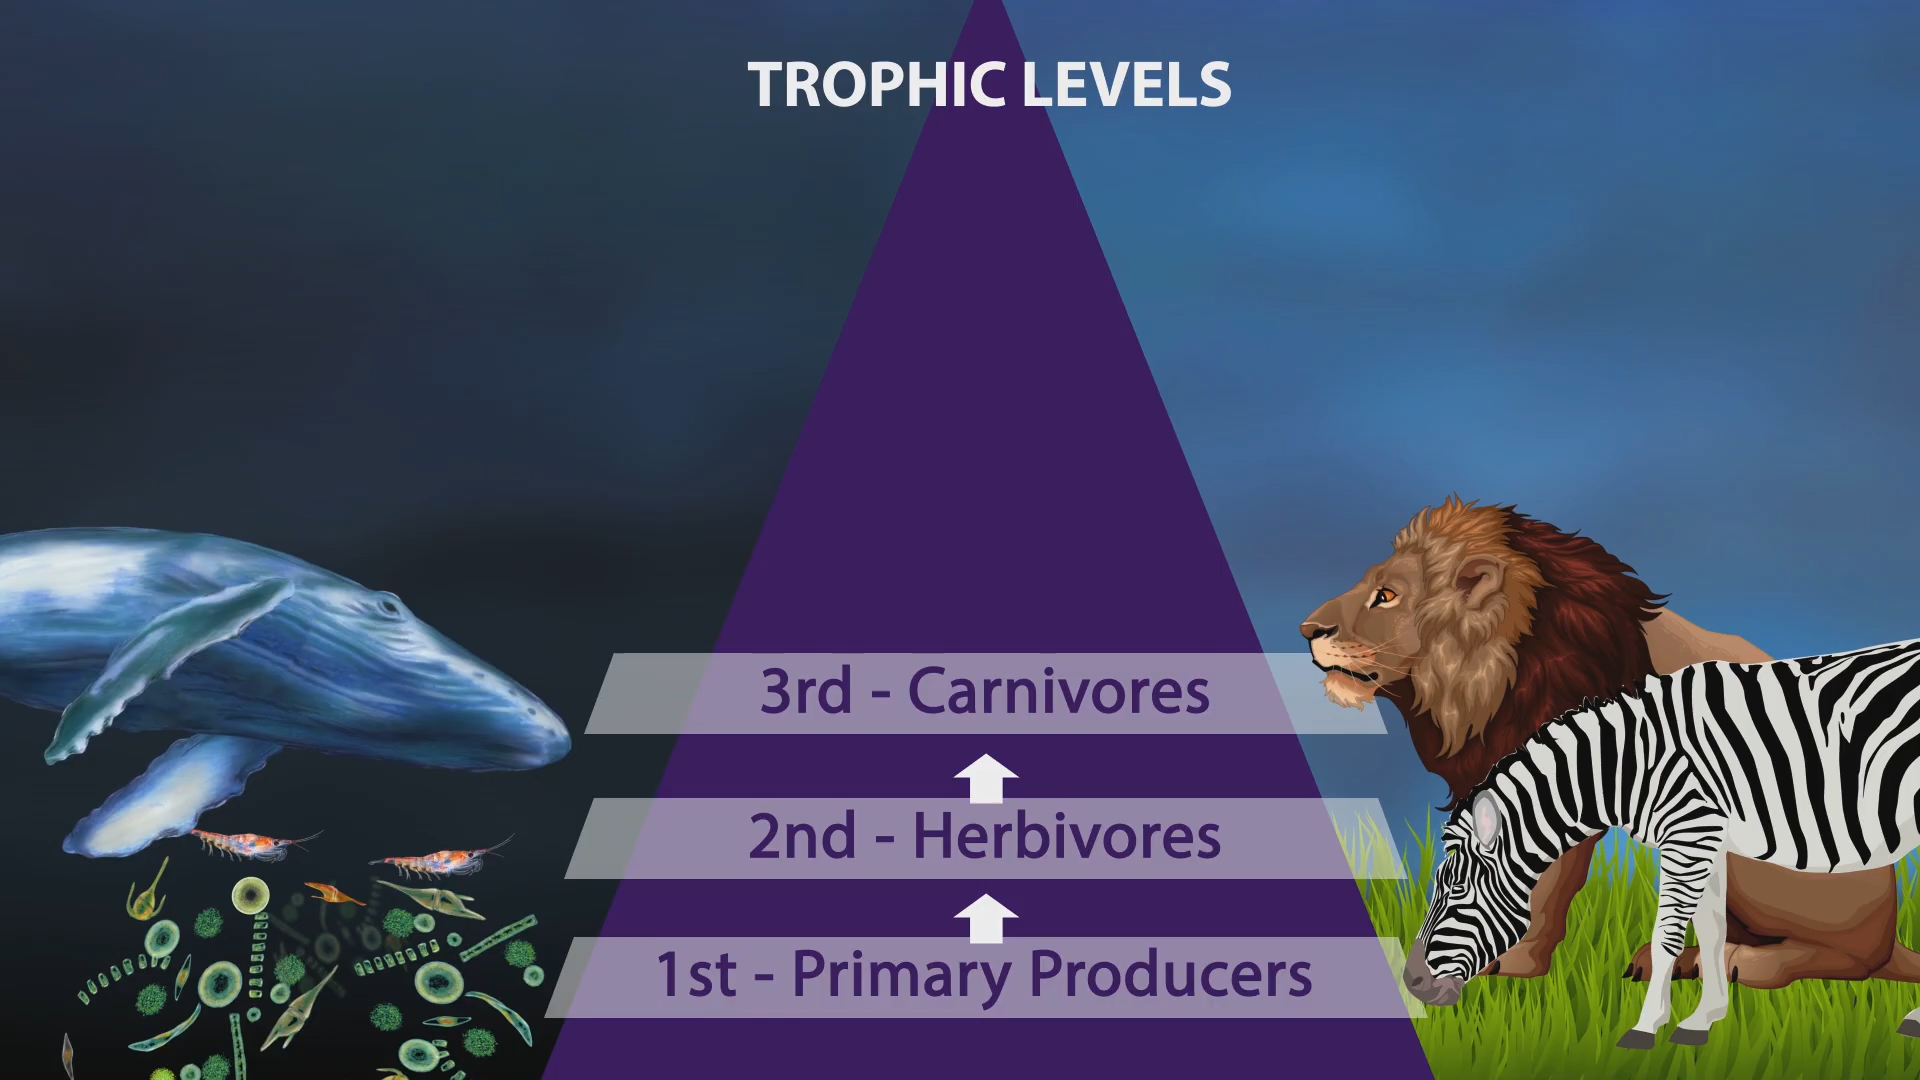 TROPHIC LEVELS
3rd - Carnivores
2nd - Herbivores
1st - Primary Producers